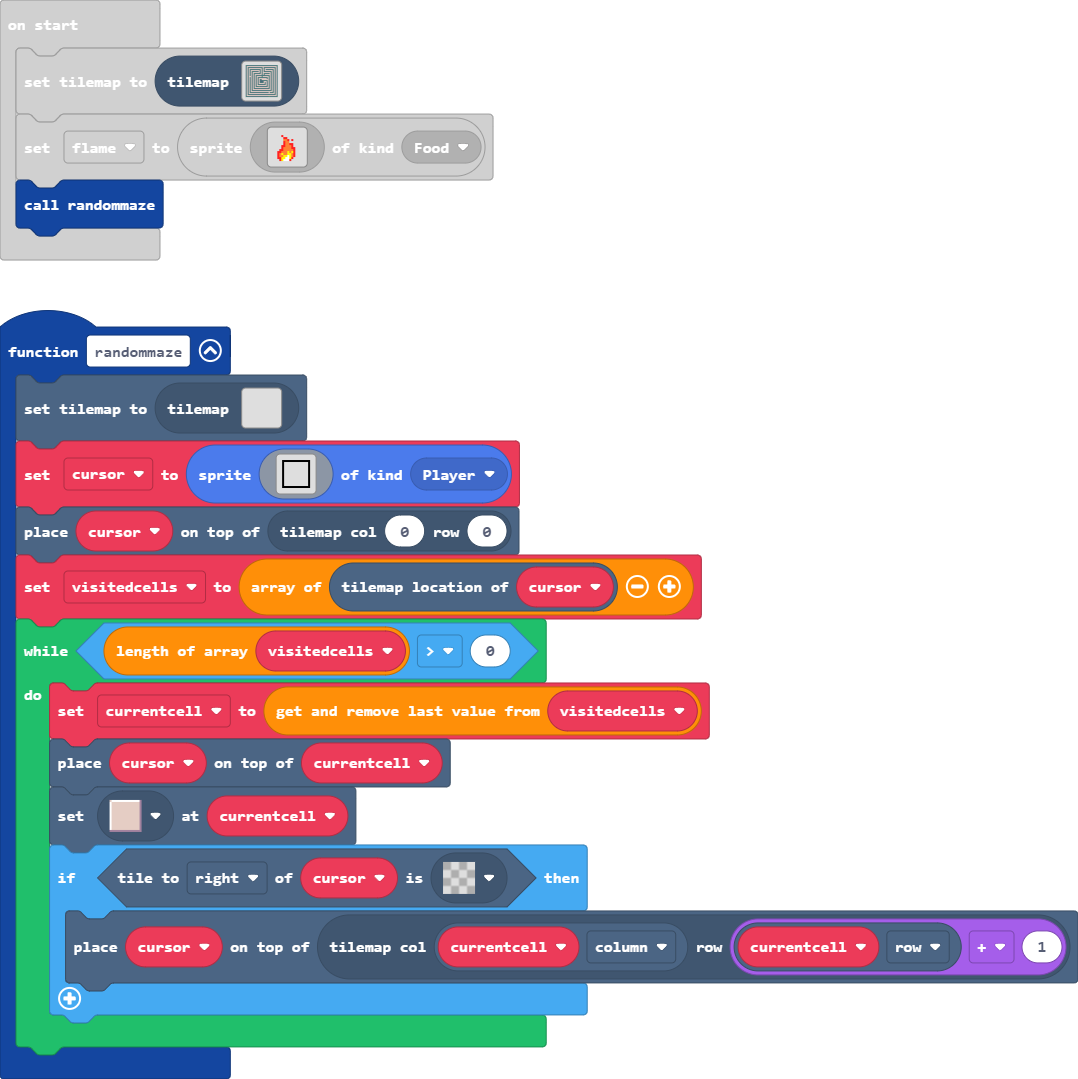 on start
set tilemap to tilemap
set flame to sprite of kind Food
call randommaze
function randommaze
set tilemap to tilemap
set cursor to sprite of kind Player
place cursor on top of tilemap col 0 row 0
set visitedcells to array of tilemap location of cursor
while length of array visitedcells > 0
do
set currentcell to get and remove last value from visitedcells
place cursor on top of currentcell
set at currentcell
if tile to right of cursor is then
place cursor on top of tilemap col currentcell column row currentcell row + 1